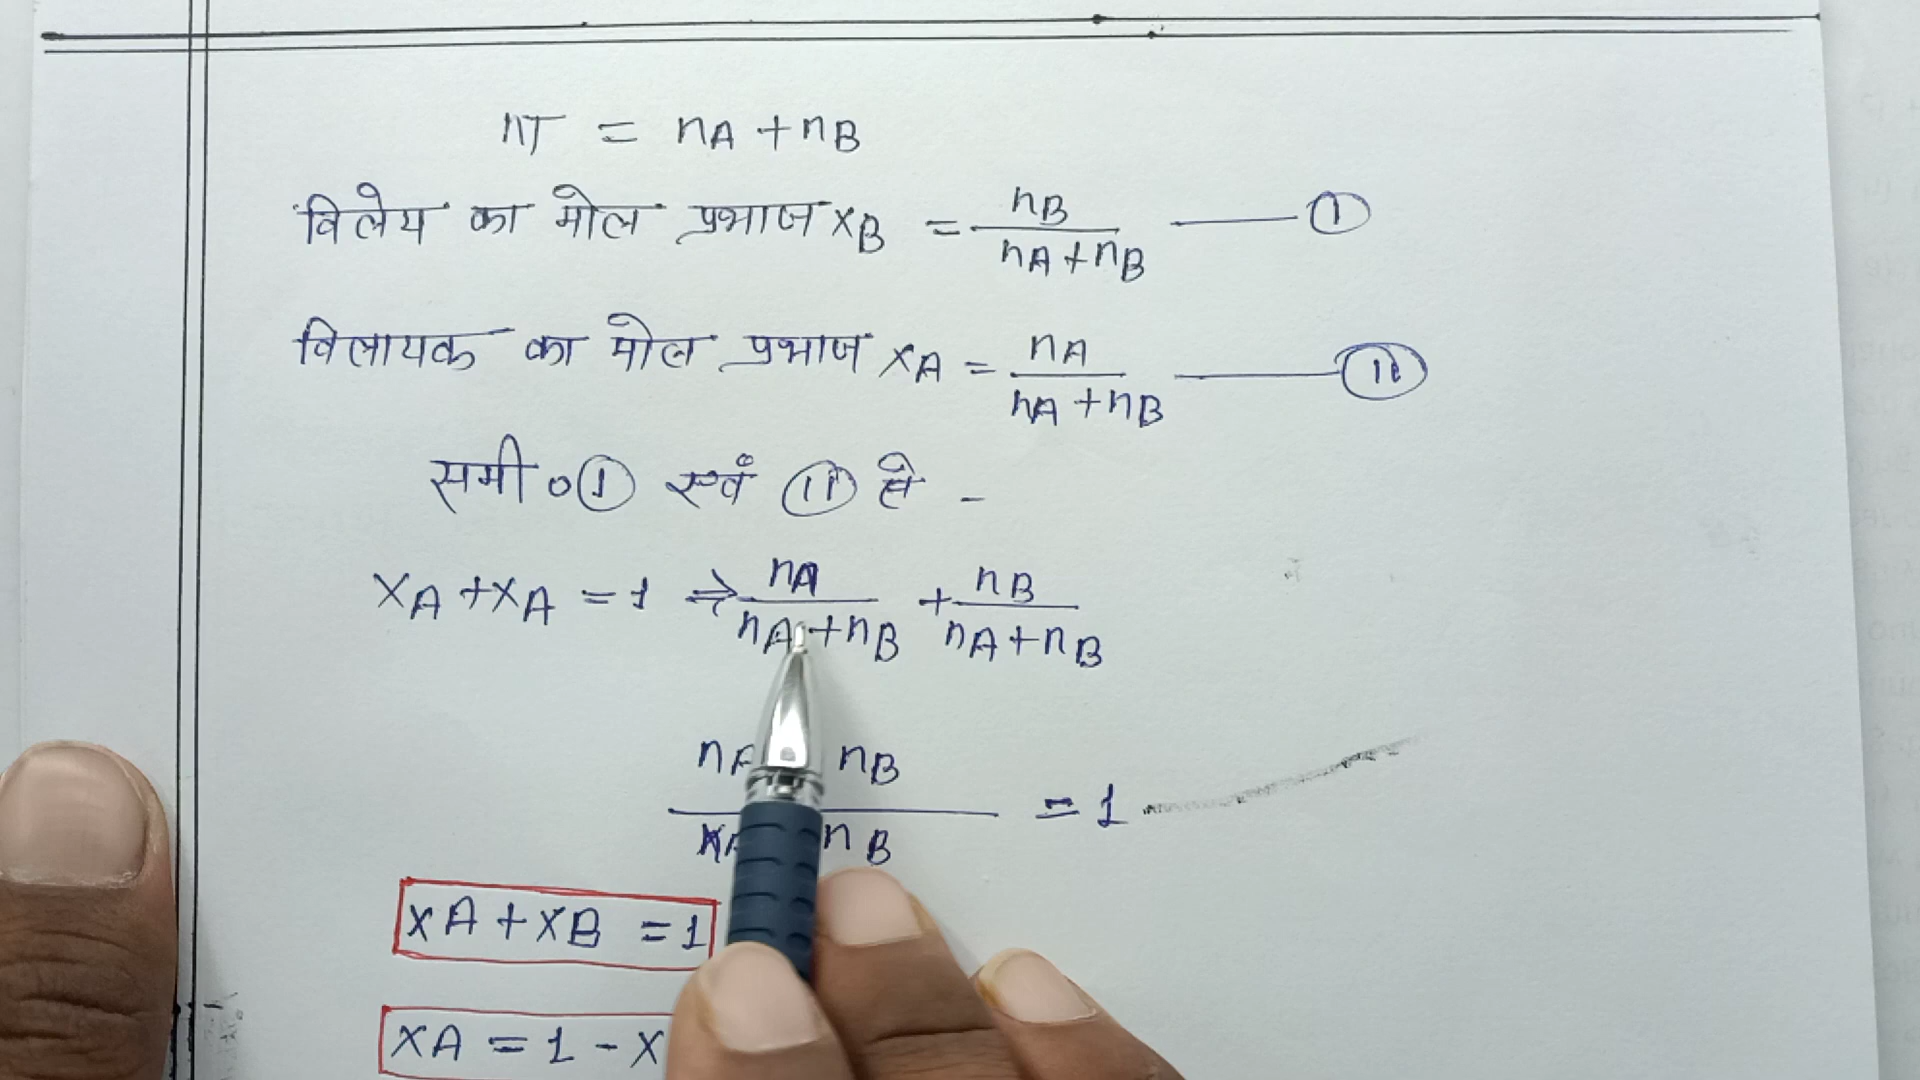 nT = nA + nB
विलेय का मोल प्रभाज xB = nB / nA + nB —— (I)
विलायक का मोल प्रभाज xA = nA / nA + nB —— (II)
समी० (I) एवं (II) से -
xA + xA = 1 ⇒ nA / nA + nB + nB / nA + nB
nA nB / nB = 1
xA + xB = 1
xA = 1 - x